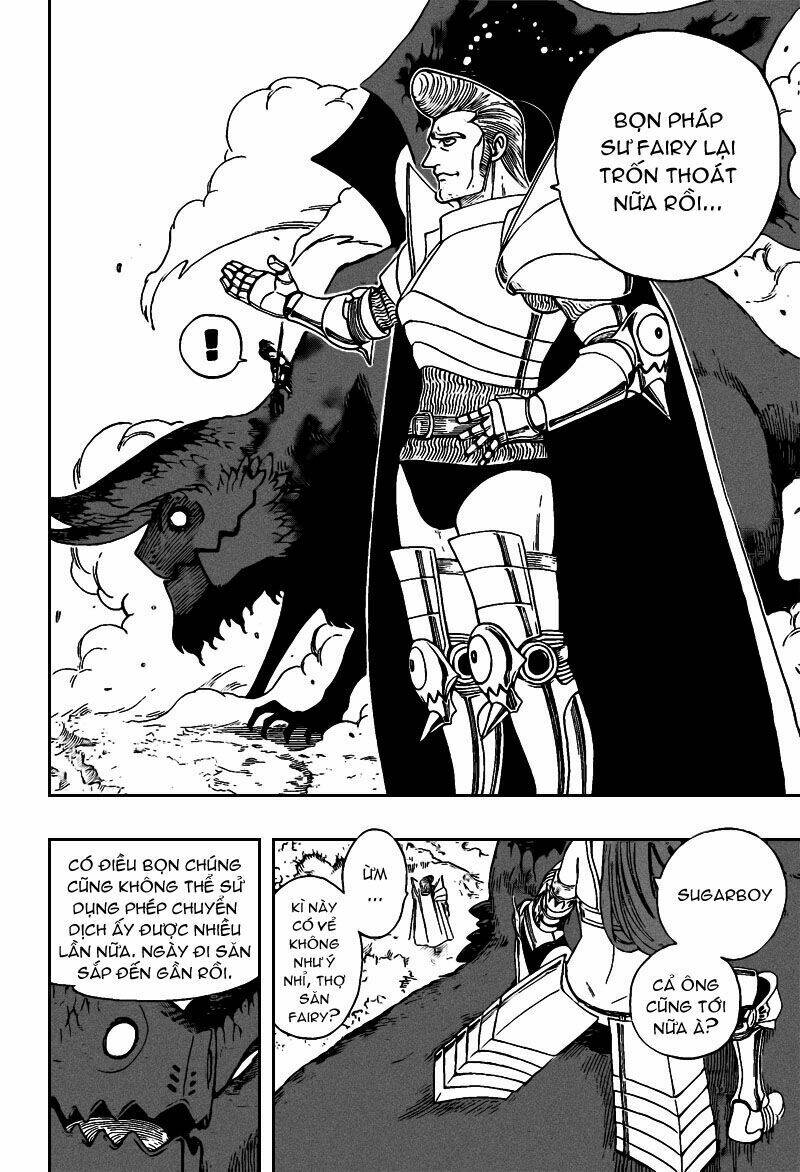 BỌN PHÁP
SƯ FAIRY LẠI
TRỐN THOÁT
NỮA RỒI...
!
SUGARBOY
CẢ ÔNG
CŨNG TỚI
NỮA À?
ỪM
...
KÌ NÀY
CÓ VẺ
KHÔNG
NHƯ Ý
NHỈ, THỢ
SĂN
FAIRY?
CÓ ĐIỀU BỌN CHÚNG
CŨNG KHÔNG THỂ SỬ
DỤNG PHÉP CHUYỂN
DỊCH ẤY ĐƯỢC NHIỀU
LẦN NỮA. NGÀY ĐI SĂN
SẮP ĐẾN GẦN RỒI.